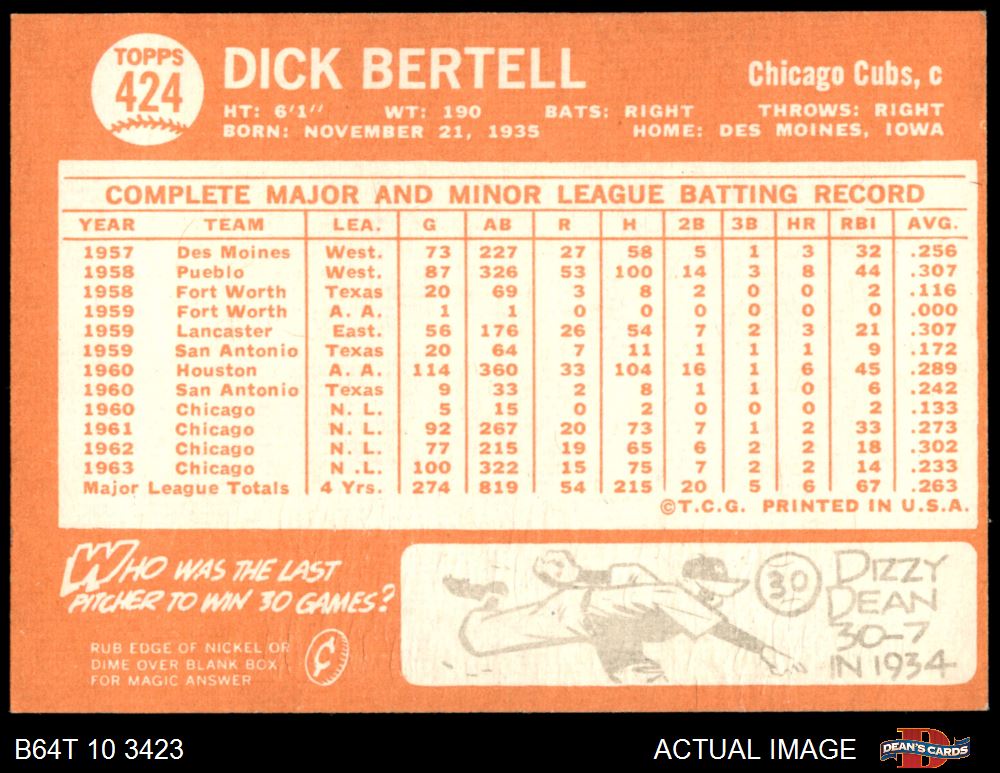 TOPPS
424
DICK BERTELL
Chicago Cubs, c
HT: 6'1" WT: 190 BATS: RIGHT THROWS: RIGHT
BORN: NOVEMBER 21, 1935 HOME: DES MOINES, IOWA
COMPLETE MAJOR AND MINOR LEAGUE BATTING RECORD
YEAR TEAM LEA. G AB R H 2B 3B HR RBI AVG.
1957 Des Moines West. 73 227 27 58 5 1 3 32 .256
1958 Pueblo West. 87 326 53 100 14 3 8 44 .307
1958 Fort Worth Texas 20 69 3 8 2 0 0 2 .116
1959 Fort Worth A. A. 1 1 0 0 0 0 0 0 .000
1959 Lancaster East. 56 176 26 54 7 2 3 21 .307
1959 San Antonio Texas 20 64 7 11 1 1 1 9 .172
1960 Houston A. A. 114 360 33 104 16 1 6 45 .289
1960 San Antonio Texas 9 33 2 8 1 1 0 6 .242
1960 Chicago N. L. 5 15 0 2 0 0 0 2 .133
1961 Chicago N. L. 92 267 20 73 7 1 2 33 .273
1962 Chicago N. L. 77 215 19 65 6 2 2 18 .302
1963 Chicago N .L. 100 322 15 75 7 2 2 14 .233
Major League Totals 4 Yrs. 274 819 54 215 20 5 6 67 .263
©T.C.G. PRINTED IN U.S.A.
WHO WAS THE LAST
PITCHER TO WIN 30 GAMES?
RUB EDGE OF NICKEL OR
DIME OVER BLANK BOX
FOR MAGIC ANSWER
¢
30
DIZZY
DEAN
30-7
IN 1934
B64T 10 3423
ACTUAL IMAGE
DEAN'S CARDS